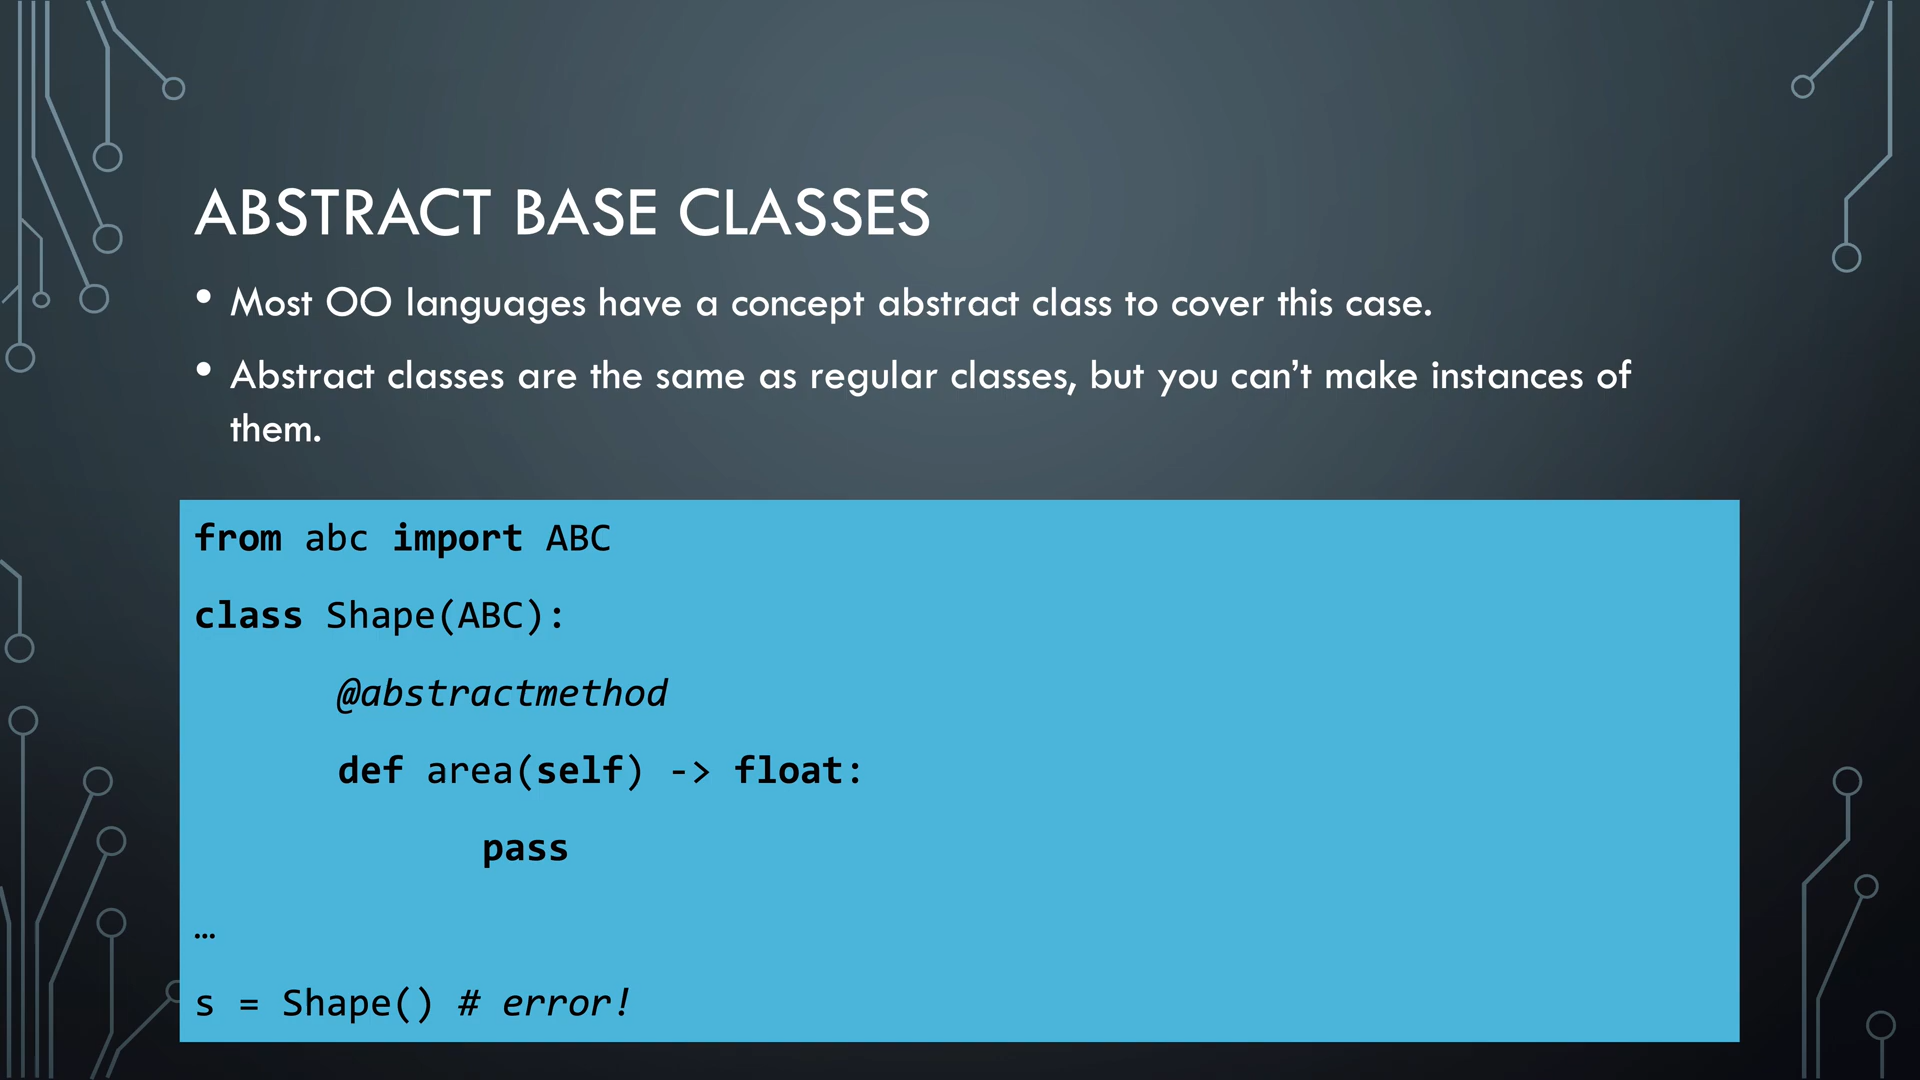 ABSTRACT BASE CLASSES
• Most OO languages have a concept abstract class to cover this case.
• Abstract classes are the same as regular classes, but you can’t make instances of
them.
from abc import ABC
class Shape(ABC):
@abstractmethod
def area(self) -> float:
pass
…
s = Shape() # error!